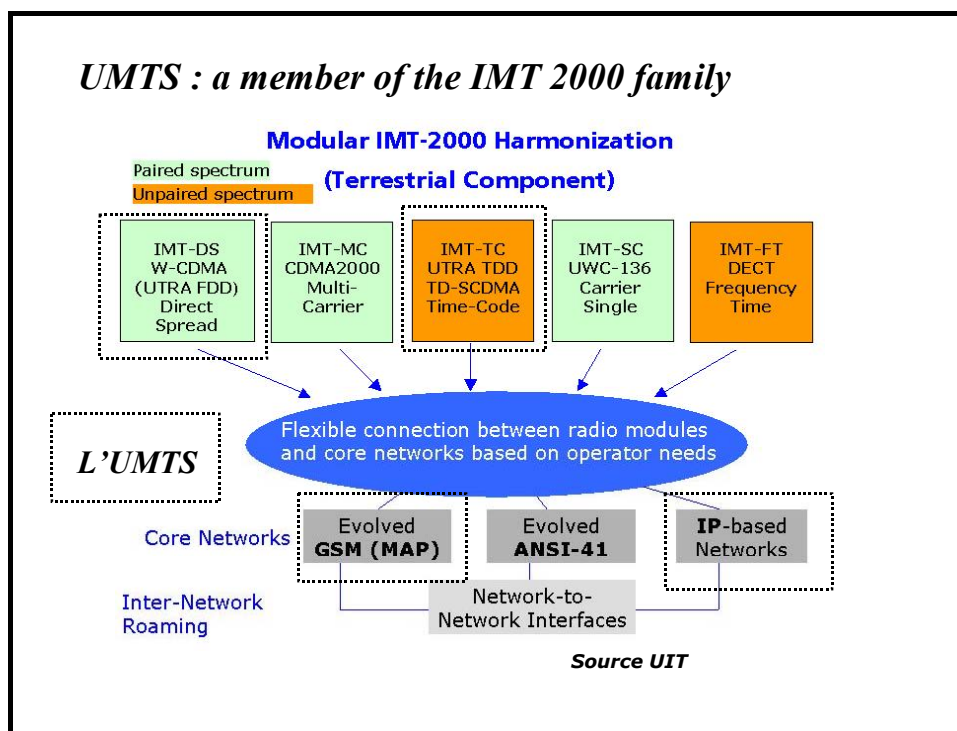 UMTS : a member of the IMT 2000 family
Modular IMT-2000 Harmonization
(Terrestrial Component)
Paired spectrum
Unpaired spectrum
IMT-DS
W-CDMA
(UTRA FDD)
Direct
Spread
IMT-MC
CDMA2000
Multi-
Carrier
IMT-TC
UTRA TDD
TD-SCDMA
Time-Code
IMT-SC
UWC-136
Carrier
Single
IMT-FT
DECT
Frequency
Time
Flexible connection between radio modules
and core networks based on operator needs
L’UMTS
Core Networks
Evolved
GSM (MAP)
Evolved
ANSI-41
IP-based
Networks
Inter-Network
Roaming
Network-to-
Network Interfaces
Source UIT